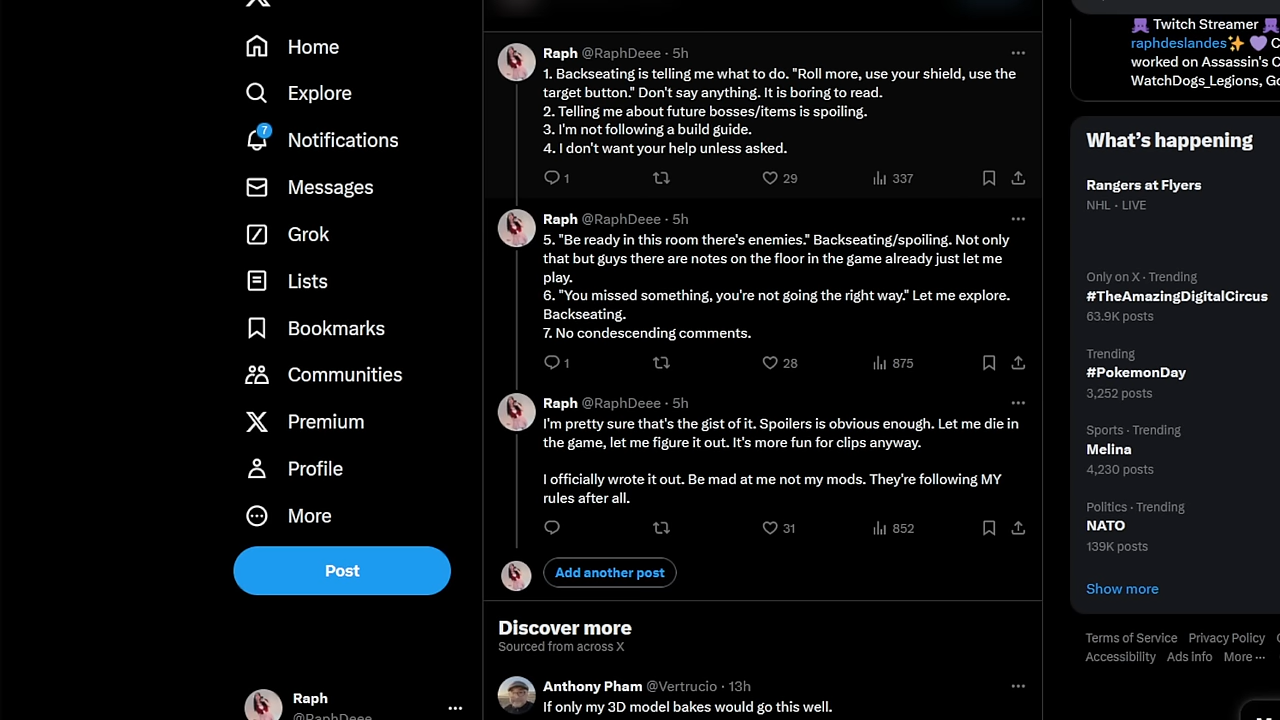 Home
Explore
7
Notifications
Messages
Grok
Lists
Bookmarks
Communities
Premium
Profile
More
Post
Raph
Raph @RaphDeee · 5h
1. Backseating is telling me what to do. "Roll more, use your shield, use the
target button." Don't say anything. It is boring to read.
2. Telling me about future bosses/items is spoiling.
3. I'm not following a build guide.
4. I don't want your help unless asked.
1 29 337
Raph @RaphDeee · 5h
5. "Be ready in this room there's enemies." Backseating/spoiling. Not only
that but guys there are notes on the floor in the game already just let me
play.
6. "You missed something, you're not going the right way." Let me explore.
Backseating.
7. No condescending comments.
1 28 875
Raph @RaphDeee · 5h
I'm pretty sure that's the gist of it. Spoilers is obvious enough. Let me die in
the game, let me figure it out. It's more fun for clips anyway.
I officially wrote it out. Be mad at me not my mods. They're following MY
rules after all.
31 852
Add another post
Discover more
Sourced from across X
Anthony Pham @Vertrucio · 13h
If only my 3D model bakes would go this well.
Twitch Streamer
raphdeslandes
worked on Assassin's
WatchDogs_Legions,
What's happening
Rangers at Flyers
NHL · LIVE
Only on X · Trending
#TheAmazingDigitalCircus
63.9K posts
Trending
#PokemonDay
3,252 posts
Sports · Trending
Melina
4,230 posts
Politics · Trending
NATO
139K posts
Show more
Terms of Service Privacy Policy
Accessibility Ads info More ···